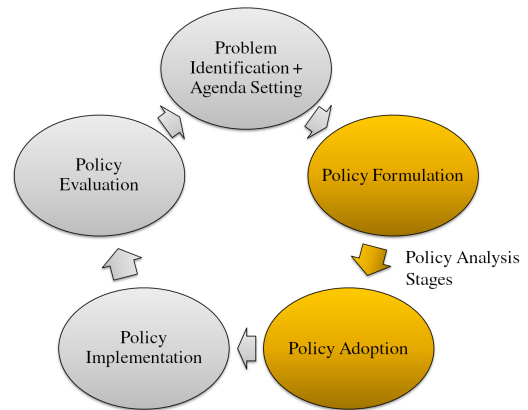 Problem
Identification +
Agenda Setting
Policy Formulation
Policy Analysis
Stages
Policy Adoption
Policy
Implementation
Policy
Evaluation